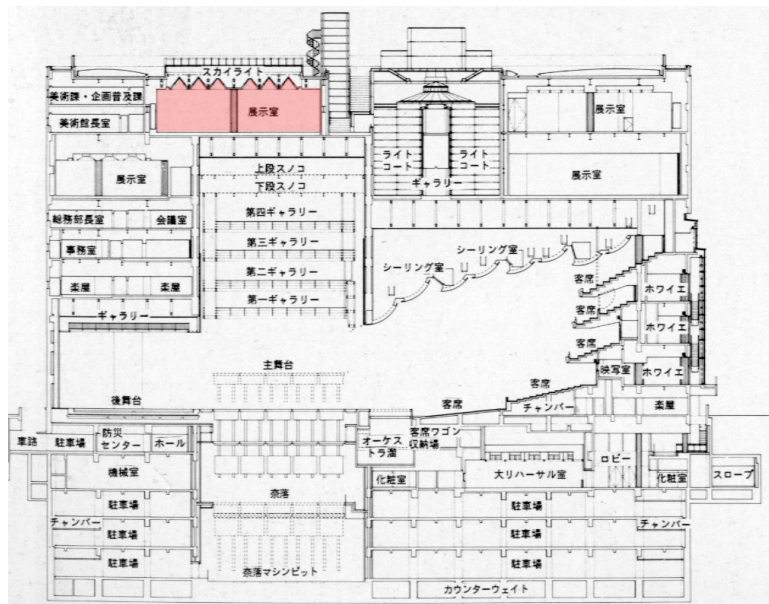 スカイライト
美術課・企画普及課
展示室
展示室
美術館長室
ライト
コート
ライト
コート
ギャラリー
上段スノコ
下段スノコ
展示室
展示室
総務部長室
会議室
第四ギャラリー
事務室
第三ギャラリー
シーリング室
シーリング室
第二ギャラリー
客席
楽屋
楽屋
ホワイエ
第一ギャラリー
ギャラリー
客席
ホワイエ
客席
主舞台
映写室
ホワイエ
後舞台
客席
客席
チャンバー
楽屋
車路
駐車場
防災
センター
ホール
オーケス
トラ溜
客席ワゴン
収納場
ロビー
機械室
化粧室
大リハーサル室
化粧室
スロープ
奈落
駐車場
駐車場
チャンバー
チャンバー
駐車場
駐車場
駐車場
駐車場
奈落マシンピット
カウンターウェイト